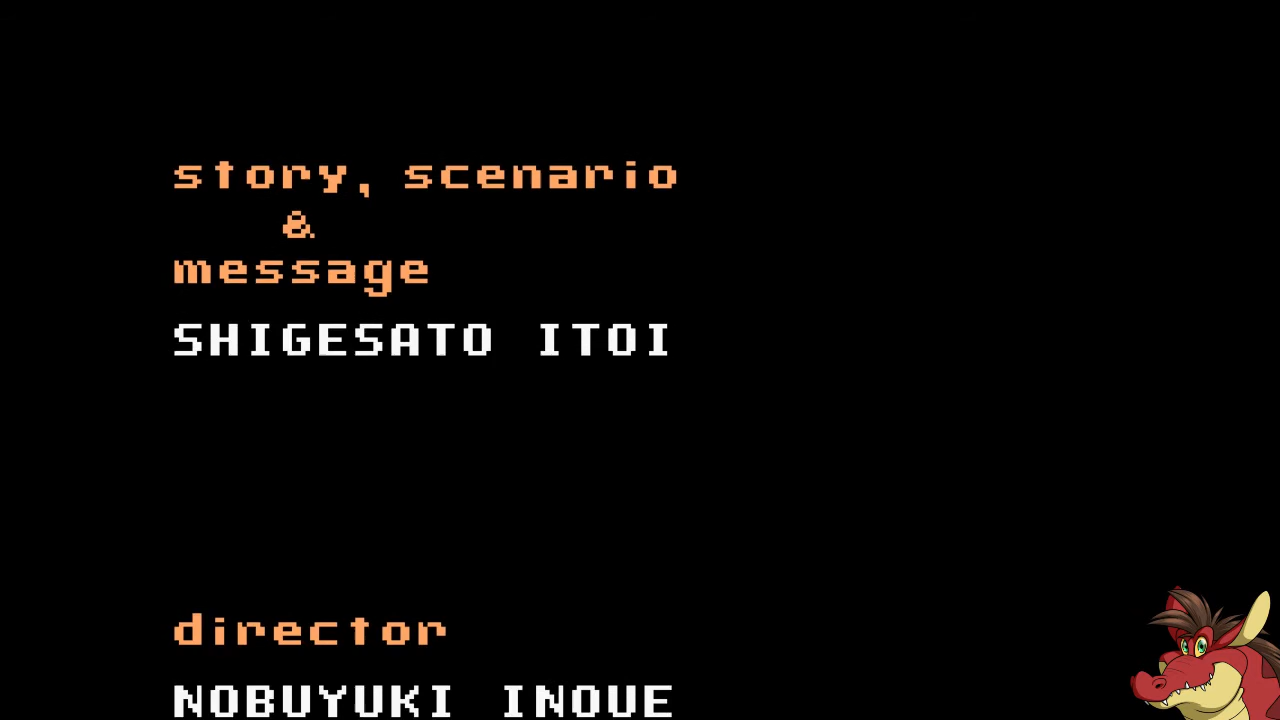 story, scenario
&
message
SHIGESATO ITOI
director
NOBUYUKI INOUE